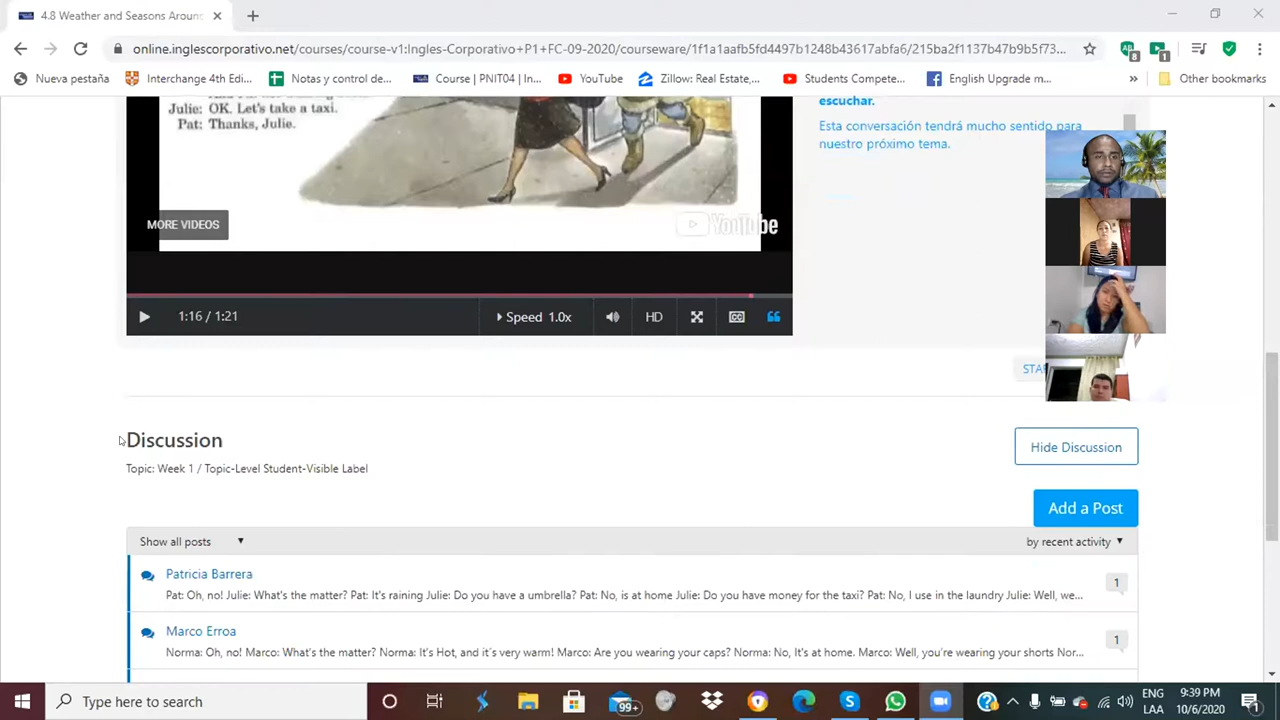 4.8 Weather and Seasons Aroun
online.inglescorporativo.net/courses/course-v1:Ingles-Corporativo+P1+FC-09-2020/courseware/1f1a1aafb5fd4497b1248b43617abfa6/215ba2f1137b47b9b5f73...
8
1
Nueva pestaña
Interchange 4th Edi...
Notas y control de...
Course | PNIT04 | In...
YouTube
Zillow: Real Estate,...
Students Compete...
English Upgrade m...
»
Other bookmarks
Julie: OK. Let's take a taxi.
Pat: Thanks, Julie.
MORE VIDEOS
YouTube
1:16 / 1:21
Speed 1.0x
HD
escuchar.
Esta conversación tendrá mucho sentido para
nuestro próximo tema.
STA
Discussion
Topic: Week 1 / Topic-Level Student-Visible Label
Hide Discussion
Add a Post
Show all posts
by recent activity
Patricia Barrera
Pat: Oh, no! Julie: What's the matter? Pat: It's raining Julie: Do you have a umbrella? Pat: No, is at home Julie: Do you have money for the taxi? Pat: No, I use in the laundry Julie: Well, we...
1
Marco Erroa
Norma: Oh, no! Marco: What's the matter? Norma: It's Hot, and it´s very warm! Marco: Are you wearing your caps? Norma: No, It's at home. Marco: Well, you're wearing your shorts Nor...
1
Type here to search
99+
ENG
LAA
9:39 PM
10/6/2020
1